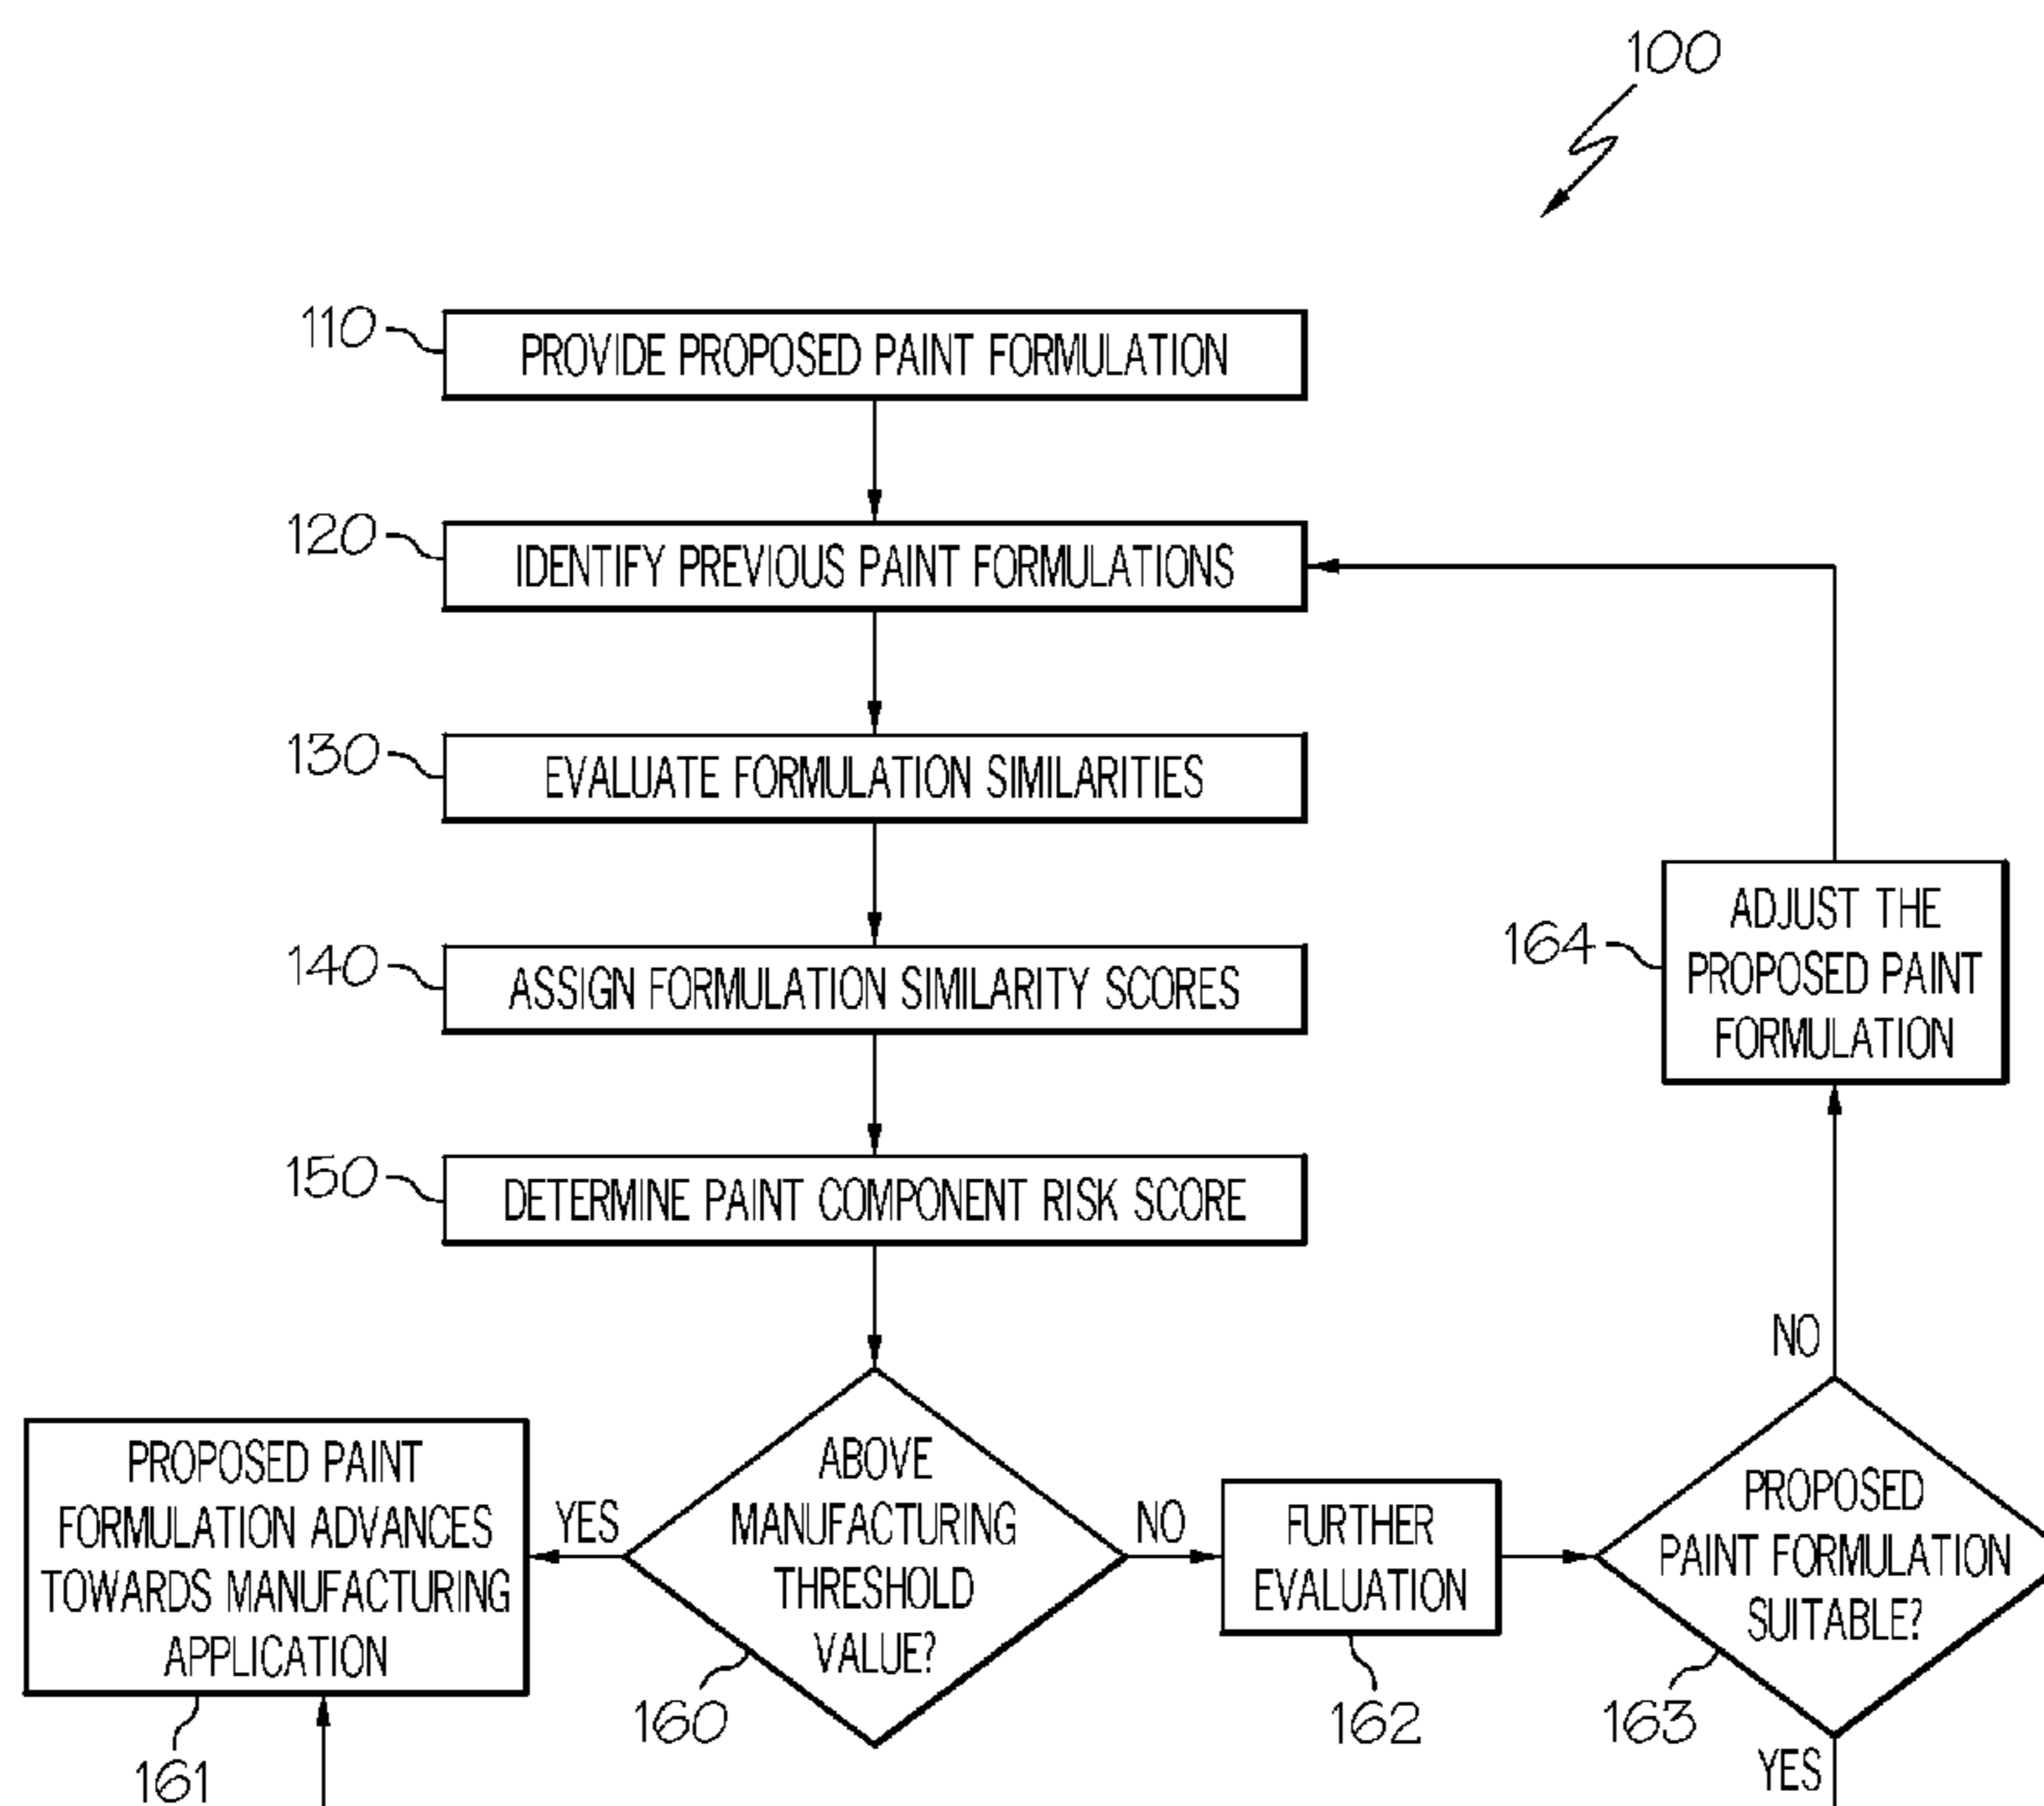 100
110
PROVIDE PROPOSED PAINT FORMULATION
120
IDENTIFY PREVIOUS PAINT FORMULATIONS
130
EVALUATE FORMULATION SIMILARITIES
140
ASSIGN FORMULATION SIMILARITY SCORES
164
ADJUST THE
PROPOSED PAINT
FORMULATION
150
DETERMINE PAINT COMPONENT RISK SCORE
PROPOSED PAINT
FORMULATION ADVANCES
TOWARDS MANUFACTURING
APPLICATION
161
YES
ABOVE
MANUFACTURING
THRESHOLD
VALUE?
160
NO
FURTHER
EVALUATION
162
NO
PROPOSED
PAINT FORMULATION
SUITABLE?
163
YES